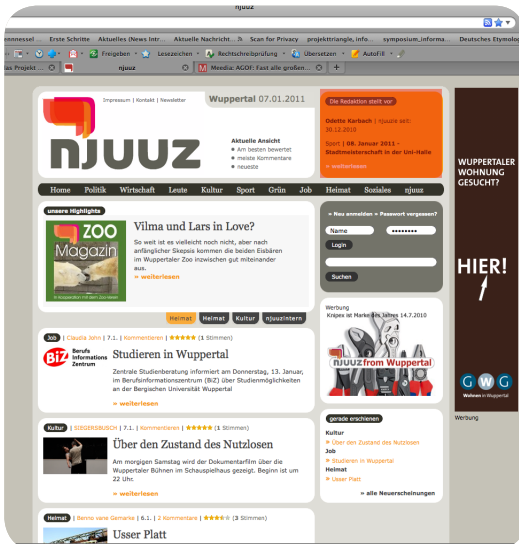 njuuz
nnessel ...
Erste Schritte
Aktuelles (News Intr...
Aktuelle Nachricht...
Scan for Privacy
projekttriangle, info...
symposium_informa...
Deutsches Etymolog
Freigeben
Lesezeichen
Rechtschreibprüfung
Übersetzen
AutoFill
as Projekt ...
njuuz
Meedia: AGOF: Fast alle großen...
Impressum | Kontakt | Newsletter
njuuz
Wuppertal 07.01.2011
Aktuelle Ansicht
Am besten bewertet
meiste Kommentare
neueste
Die Redaktion stellt vor
Odette Karbach | njuuzle seit:
30.12.2010
Sport | 08. Januar 2011 -
Stadtmeisterschaft in der Uni-Halle
» weiterlesen
Home Politik Wirtschaft Leute Kultur Sport Grün Job Heimat Soziales njuuz
unsere Highlights
ZOO
Magazin
in Kooperation mit dem Zoo-Verein
Vilma und Lars in Love?
So weit ist es vielleicht noch nicht, aber nach
anfänglicher Skepsis kommen die beiden Eisbären
im Wuppertaler Zoo inzwischen gut miteinander
aus.
» weiterlesen
Heimat Heimat Kultur njuuzintern
Job | Claudia John | 7.1. | Kommentieren | (1 Stimmen)
BiZ Berufs
Informations
Zentrum
Studieren in Wuppertal
Zentrale Studienberatung informiert am Donnerstag, 13. Januar,
im Berufsinformationszentrum (BiZ) über Studienmöglichkeiten
an der Bergischen Universität Wuppertal
» weiterlesen
Kultur | SIEGERSBUSCH | 7.1. | Kommentieren | (1 Stimmen)
Über den Zustand des Nutzlosen
Am morgigen Samstag wird der Dokumentarfilm über die
Wuppertaler Bühnen im Schauspielhaus gezeigt. Beginn ist um
22 Uhr.
» weiterlesen
Heimat | Benno vane Gemarke | 6.1. | 2 Kommentare | (3 Stimmen)
Usser Platt
» Neu anmelden » Passwort vergessen?
Name
••••••••
Login
Suchen
Werbung
Knipex ist Marke des Jahres 14.7.2010
njuuz from Wuppertal
gerade erschienen
Kultur
» Über den Zustand des Nutzlosen
Job
» Studieren in Wuppertal
Heimat
» Usser Platt
» alle Neuerscheinungen
WUPPERTALER
WOHNUNG
GESUCHT?
HIER!
GWG
Wohnen in Wuppertal
Werbung